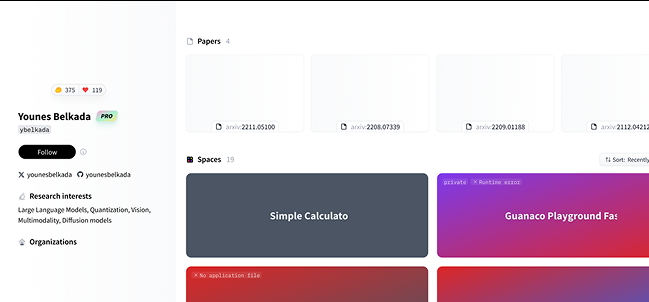 375 119
Younes Belkada PRO
ybelkada
Follow
younesbelkada younesbelkada
Research interests
Large Language Models, Quantization, Vision,
Multimodality, Diffusion models
Organizations
Papers 4
arxiv:2211.05100 arxiv:2208.07339 arxiv:2209.01188 arxiv:2112.04212
Spaces 19
Sort: Recently
Simple Calculato
private Runtime error
Guanaco Playground Fas
No application file